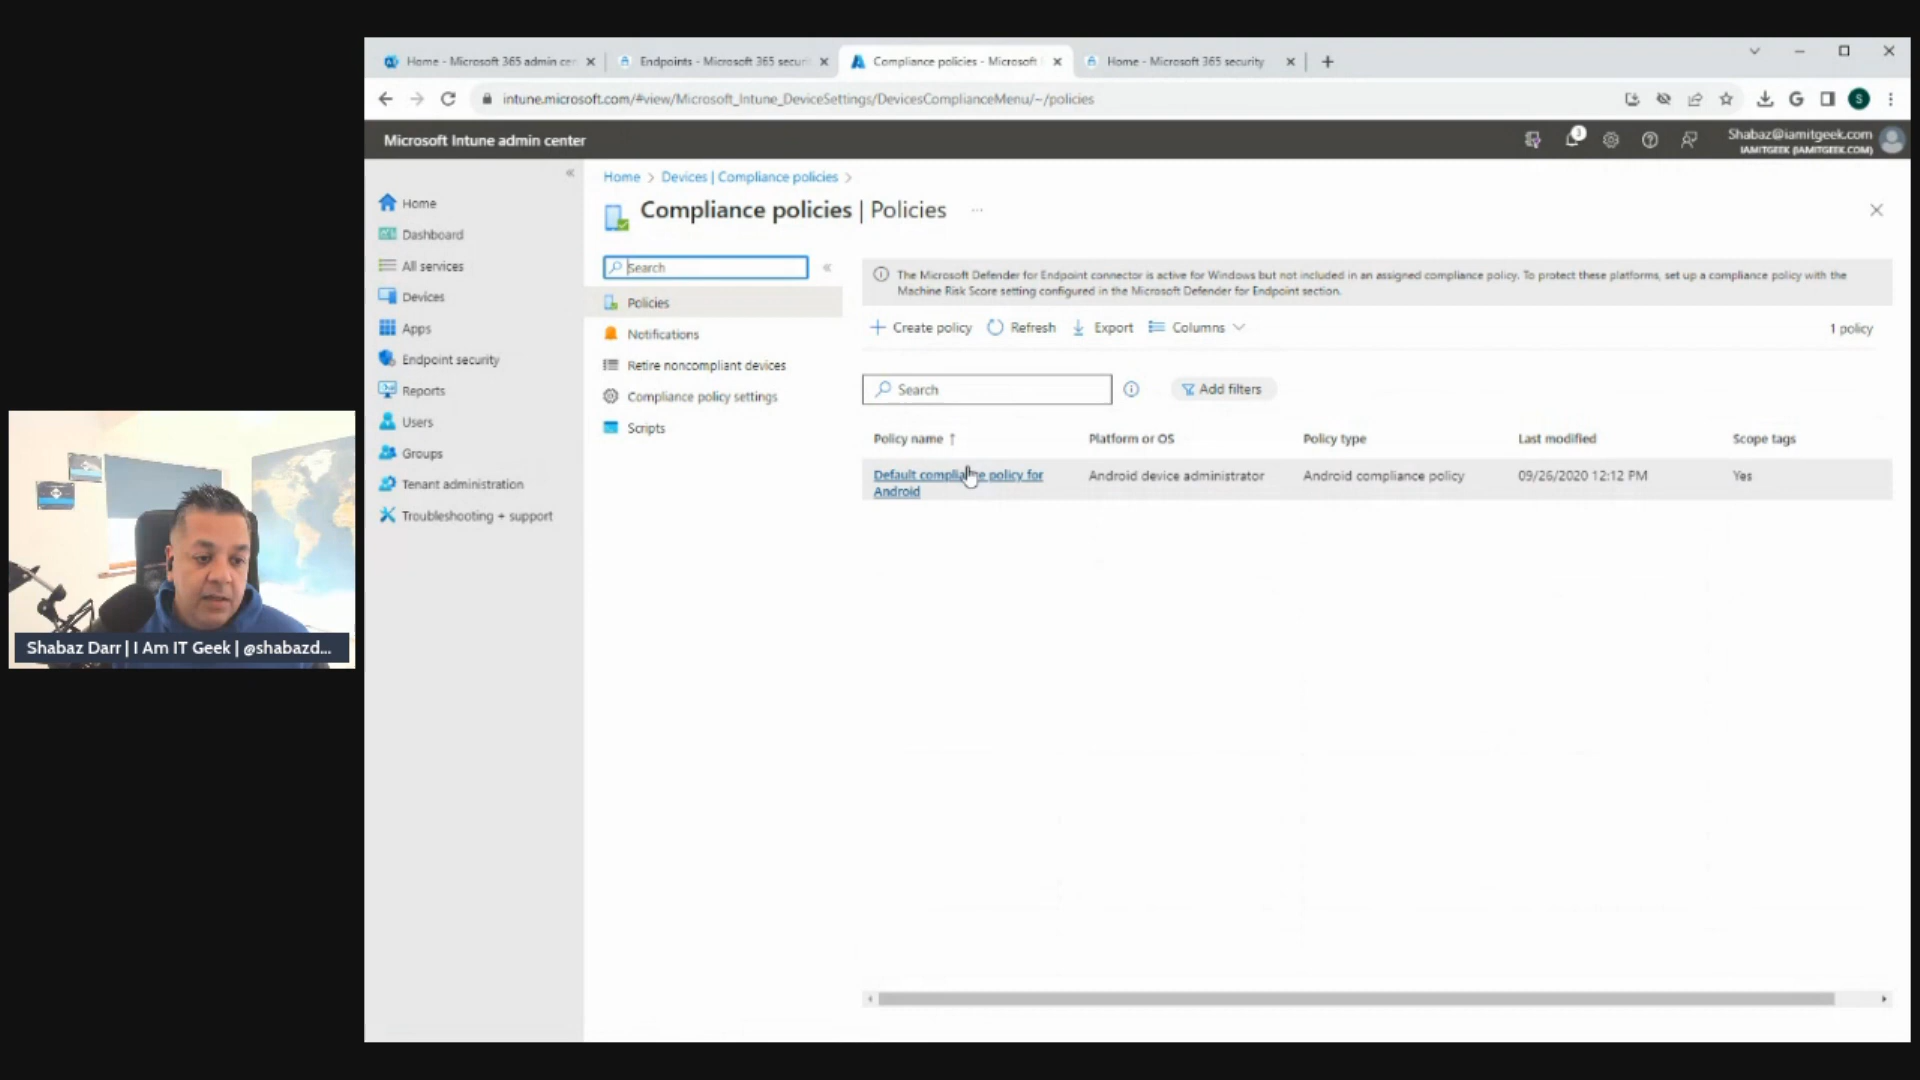 Home - Microsoft 365 admin cer
Endpoints - Microsoft 365 securi
Compliance policies - Microsoft
Home - Microsoft 365 security
intune.microsoft.com/#view/Microsoft_Intune_DeviceSettings/DevicesComplianceMenu/~/policies
G
S
Microsoft Intune admin center
Shabaz@iamitgeek.com
IAMITGEEK (IAMITGEEK.COM)
Home
Dashboard
All services
Devices
Apps
Endpoint security
Reports
Users
Groups
Tenant administration
Troubleshooting + support
Home > Devices | Compliance policies >
Compliance policies | Policies
Search
Policies
Notifications
Retire noncompliant devices
Compliance policy settings
Scripts
The Microsoft Defender for Endpoint connector is active for Windows but not included in an assigned compliance policy. To protect these platforms, set up a compliance policy with the
Machine Risk Score setting configured in the Microsoft Defender for Endpoint section.
Create policy Refresh Export Columns 1 policy
Search Add filters
Policy name ↑ Platform or OS Policy type Last modified Scope tags
Default compliance policy for Android device administrator Android compliance policy 09/26/2020 12:12 PM Yes
Android
Shabaz Darr | I Am IT Geek | @shabazd...